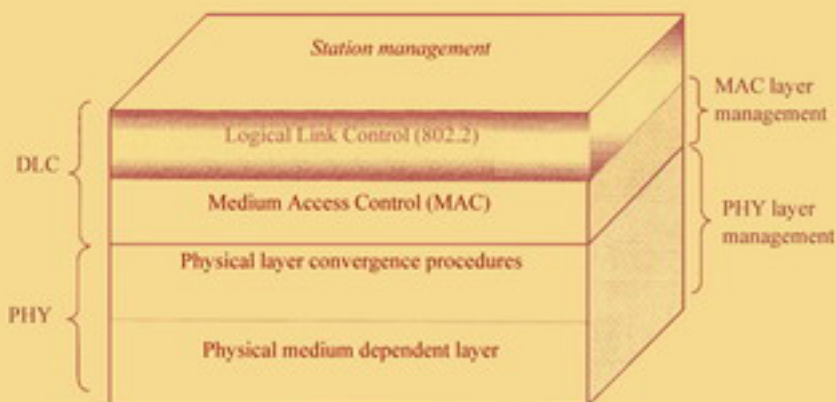 Station management
MAC layer
management
Logical Link Control (802.2)
DLC
Medium Access Control (MAC)
PHY layer
management
Physical layer convergence procedures
PHY
Physical medium dependent layer